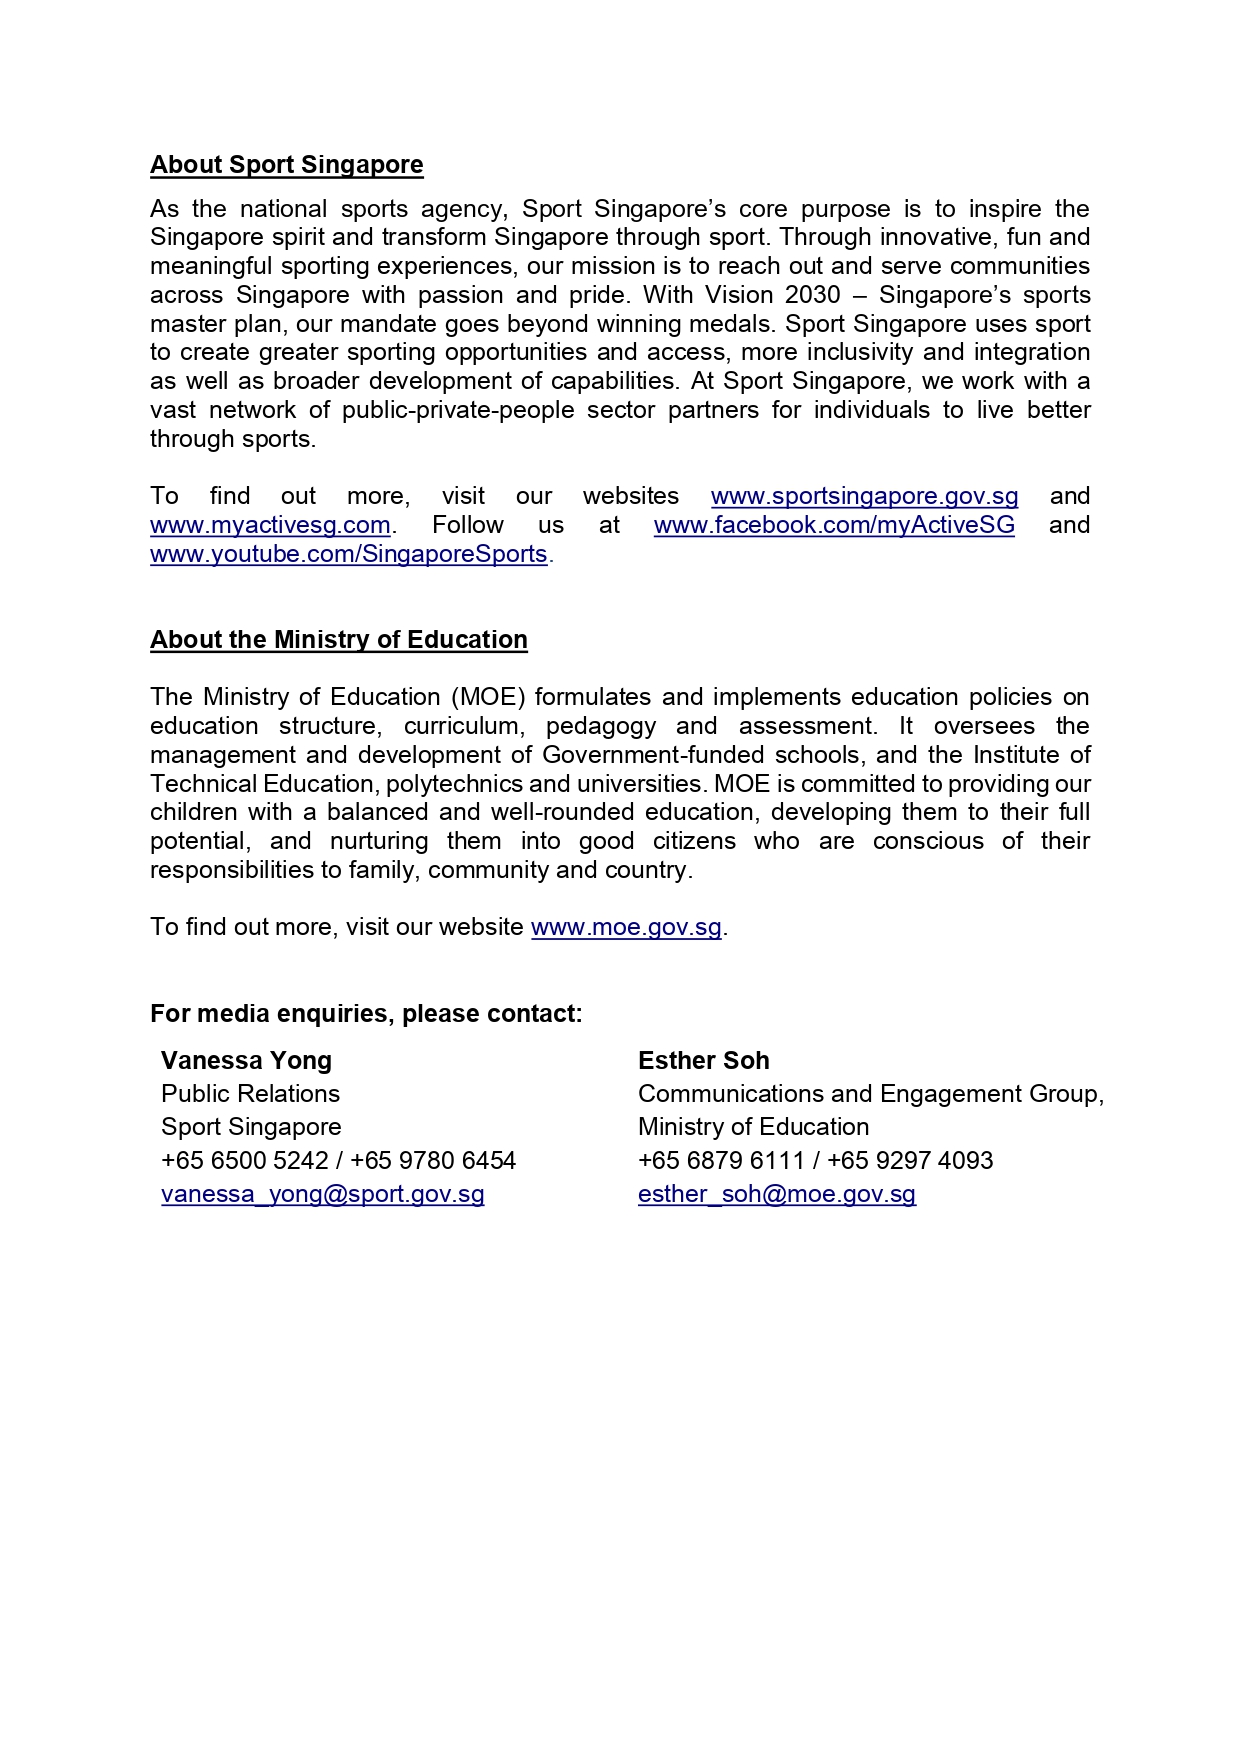 About Sport Singapore
As the national sports agency, Sport Singapore’s core purpose is to inspire the
Singapore spirit and transform Singapore through sport. Through innovative, fun and
meaningful sporting experiences, our mission is to reach out and serve communities
across Singapore with passion and pride. With Vision 2030 – Singapore’s sports
master plan, our mandate goes beyond winning medals. Sport Singapore uses sport
to create greater sporting opportunities and access, more inclusivity and integration
as well as broader development of capabilities. At Sport Singapore, we work with a
vast network of public-private-people sector partners for individuals to live better
through sports.
To find out more, visit our websites www.sportsingapore.gov.sg and
www.myactivesg.com. Follow us at www.facebook.com/myActiveSG and
www.youtube.com/SingaporeSports.
About the Ministry of Education
The Ministry of Education (MOE) formulates and implements education policies on
education structure, curriculum, pedagogy and assessment. It oversees the
management and development of Government-funded schools, and the Institute of
Technical Education, polytechnics and universities. MOE is committed to providing our
children with a balanced and well-rounded education, developing them to their full
potential, and nurturing them into good citizens who are conscious of their
responsibilities to family, community and country.
To find out more, visit our website www.moe.gov.sg.
For media enquiries, please contact:
Vanessa Yong
Public Relations
Sport Singapore
+65 6500 5242 / +65 9780 6454
vanessa_yong@sport.gov.sg
Esther Soh
Communications and Engagement Group,
Ministry of Education
+65 6879 6111 / +65 9297 4093
esther_soh@moe.gov.sg